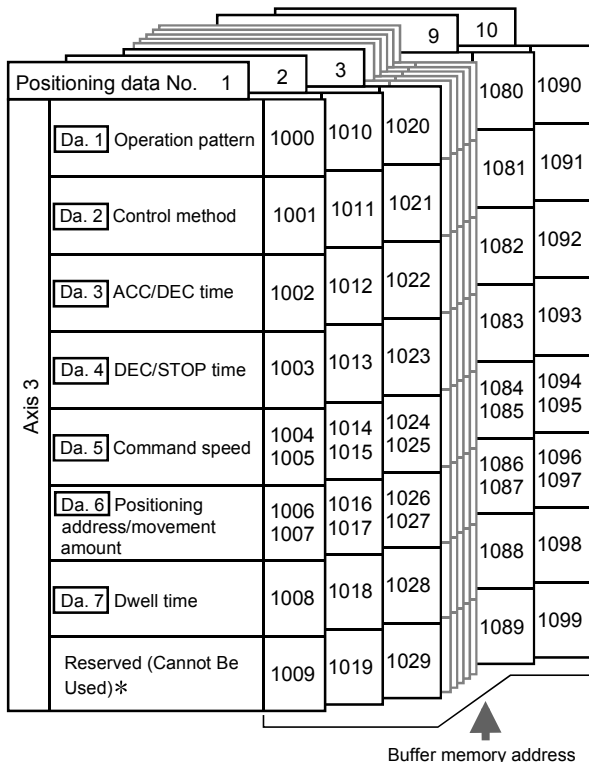 Positioning data No. 1 2 3 9 10
Axis 3
Da. 1 Operation pattern 1000 1010 1020 1080 1090
Da. 2 Control method 1001 1011 1021 1081 1091
Da. 3 ACC/DEC time 1002 1012 1022 1082 1092
Da. 4 DEC/STOP time 1003 1013 1023 1083 1093
Da. 5 Command speed 1004 1014 1024 1084 1094
1005 1015 1025 1085 1095
Da. 6 Positioning
address/movement
amount
1006 1016 1026 1086 1096
1007 1017 1027 1087 1097
Da. 7 Dwell time 1008 1018 1028 1088 1098
Reserved (Cannot Be
Used)* 1009 1019 1029 1089 1099
Buffer memory address